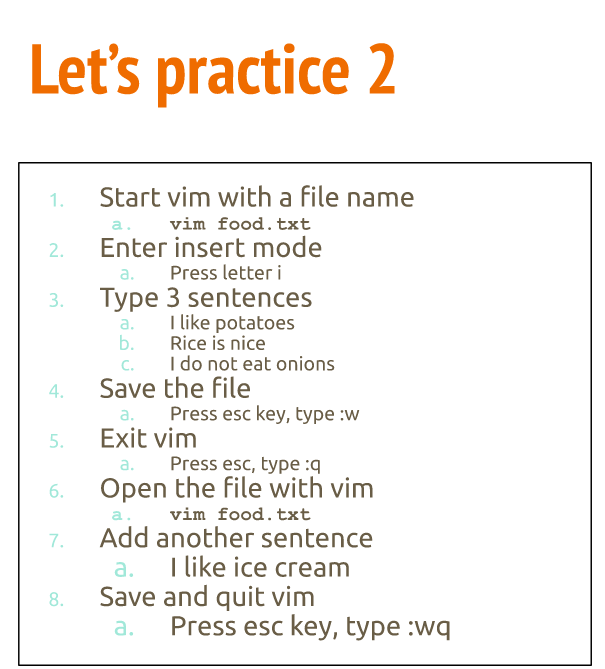 Let's practice 2
1. Start vim with a file name
a. vim food.txt
2. Enter insert mode
a. Press letter i
3. Type 3 sentences
a. I like potatoes
b. Rice is nice
c. I do not eat onions
4. Save the file
a. Press esc key, type :w
5. Exit vim
a. Press esc, type :q
6. Open the file with vim
a. vim food.txt
7. Add another sentence
a. I like ice cream
8. Save and quit vim
a. Press esc key, type :wq